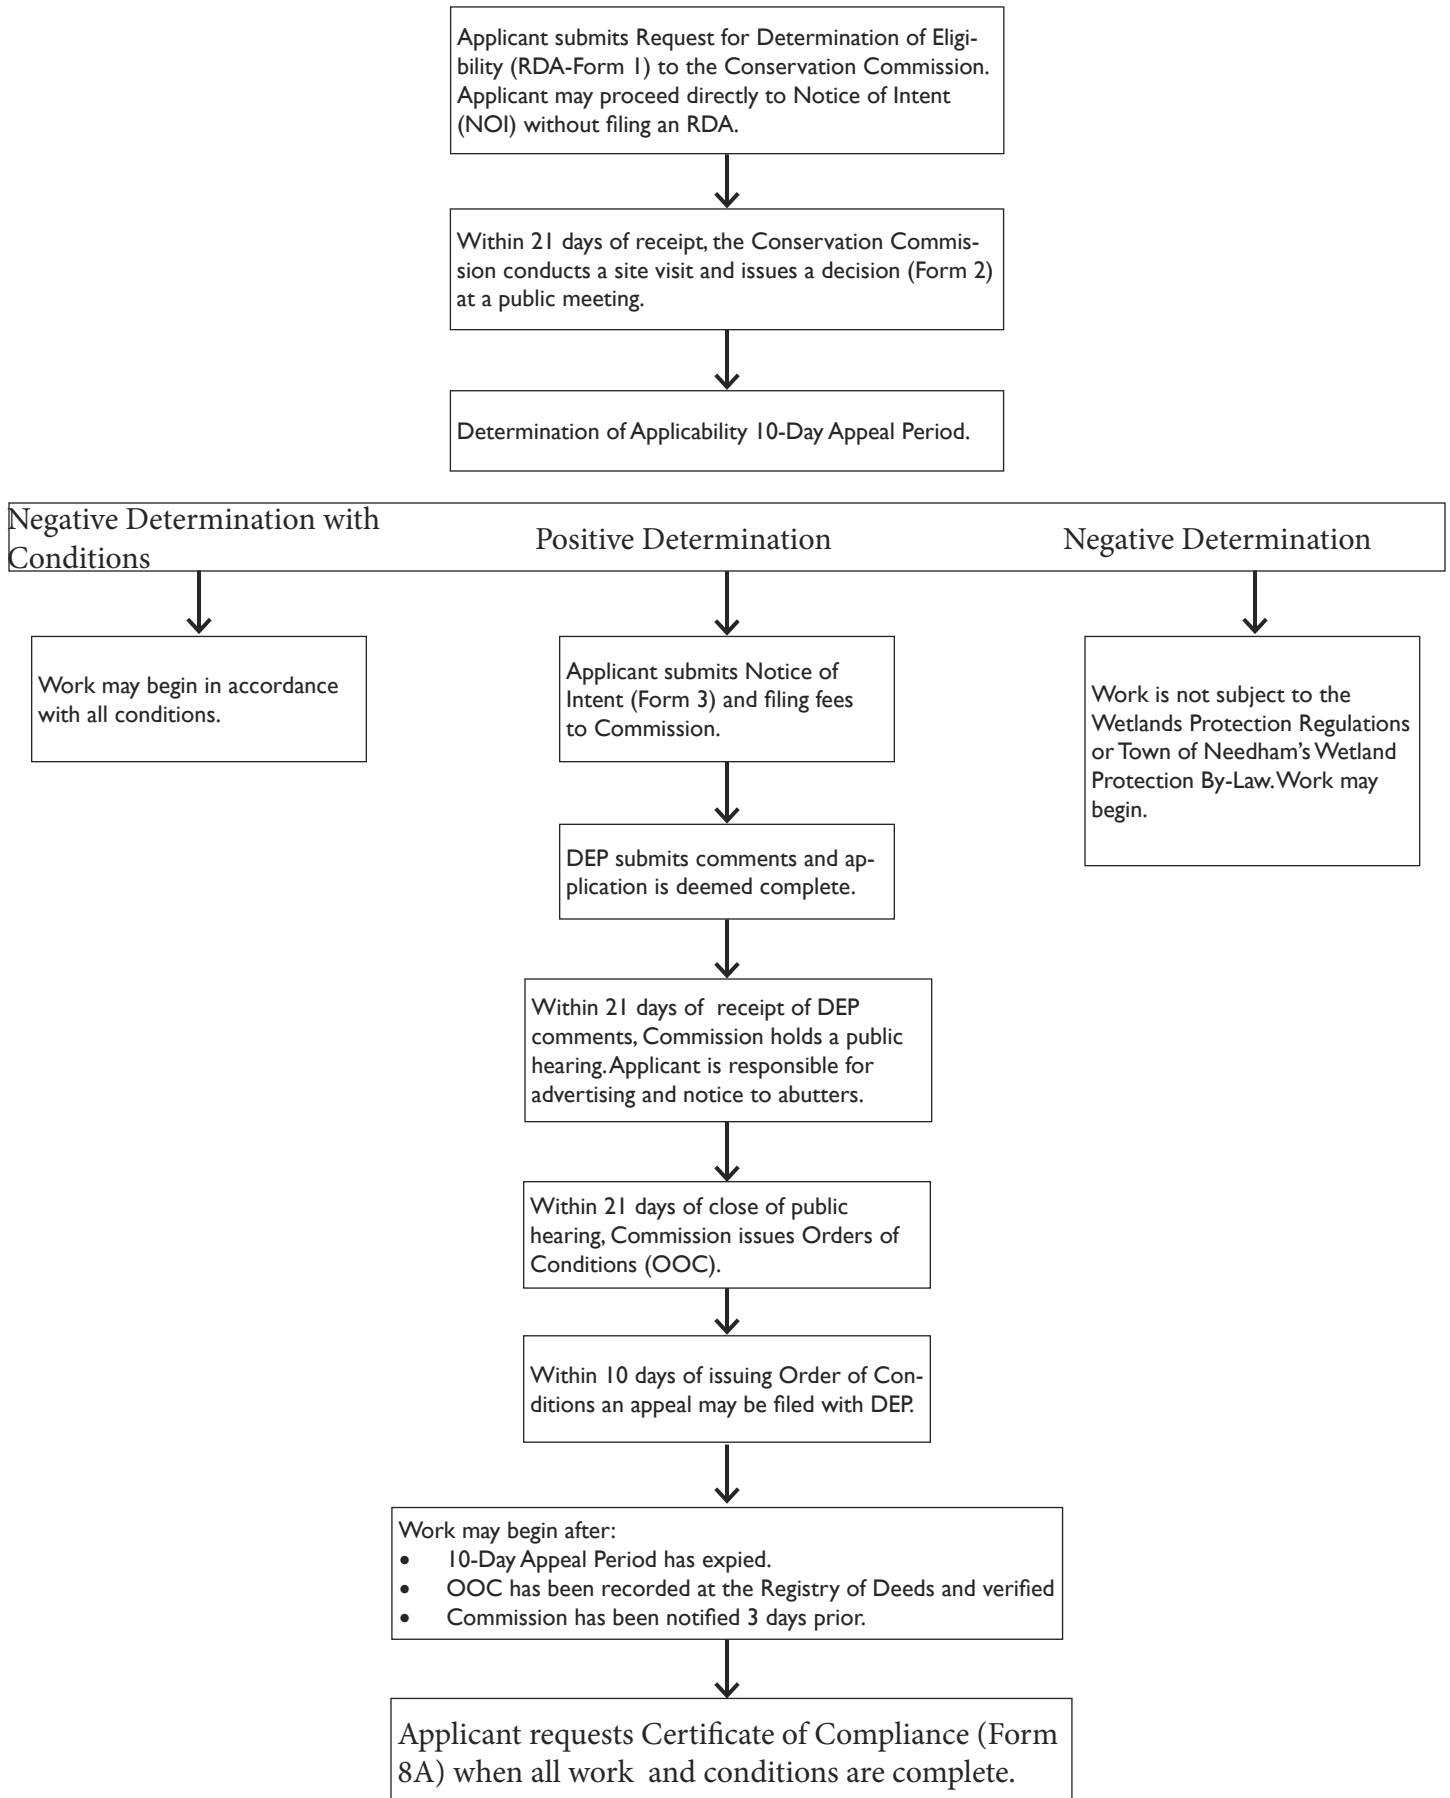 Applicant submits Request for Determination of Eligi-
bility (RDA-Form 1) to the Conservation Commission.
Applicant may proceed directly to Notice of Intent
(NOI) without filing an RDA.
Within 21 days of receipt, the Conservation Commis-
sion conducts a site visit and issues a decision (Form 2)
at a public meeting.
Determination of Applicability 10-Day Appeal Period.
Negative Determination with
Conditions
Positive Determination
Negative Determination
Work may begin in accordance
with all conditions.
Applicant submits Notice of
Intent (Form 3) and filing fees
to Commission.
Work is not subject to the
Wetlands Protection Regulations
or Town of Needham's Wetland
Protection By-Law. Work may
begin.
DEP submits comments and ap-
plication is deemed complete.
Within 21 days of  receipt of DEP
comments, Commission holds a public
hearing. Applicant is responsible for
advertising and notice to abutters.
Within 21 days of close of public
hearing, Commission issues Orders of
Conditions (OOC).
Within 10 days of issuing Order of Con-
ditions an appeal may be filed with DEP.
Work may begin after:
• 10-Day Appeal Period has expied.
• OOC has been recorded at the Registry of Deeds and verified
• Commission has been notified 3 days prior.
Applicant requests Certificate of Compliance (Form
8A) when all work  and conditions are complete.